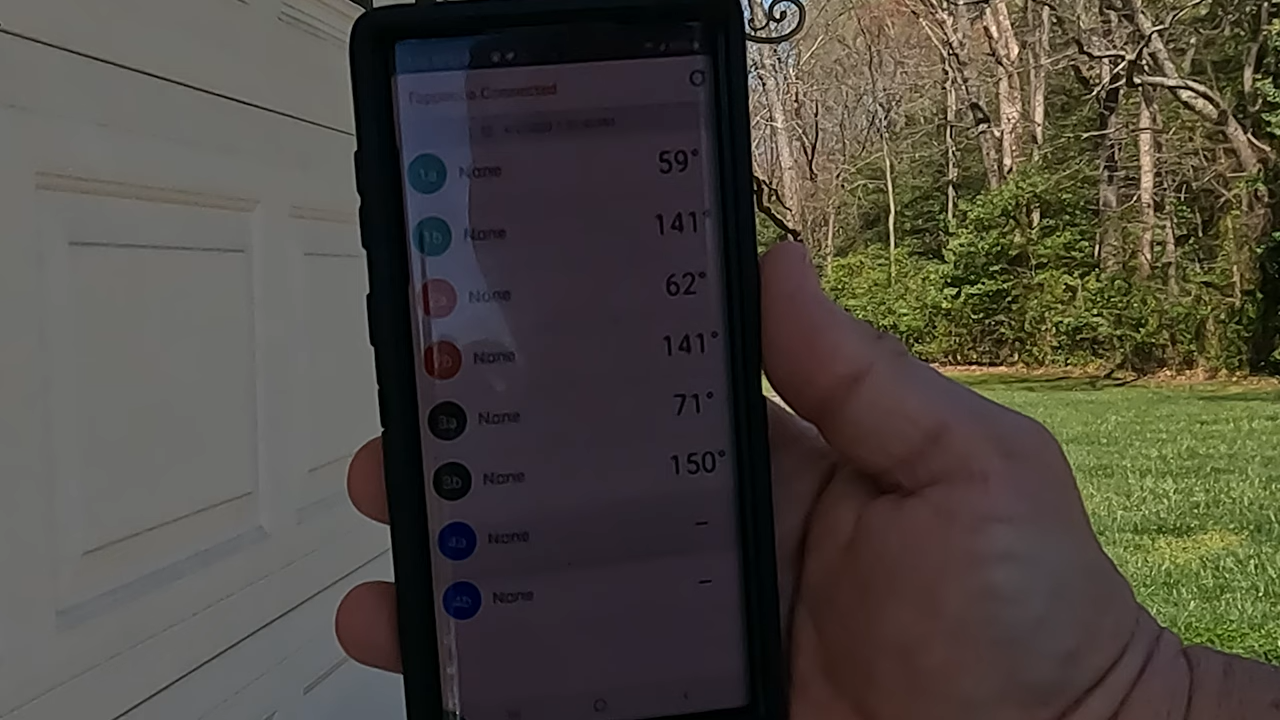 Connected
1a None 59°
1b None 141°
None 62°
None 141°
3a None 71°
3b None 150°
4a None –
4b None –